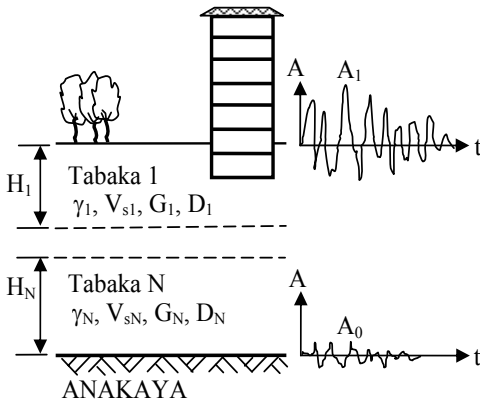 A
A₁
t
H₁
Tabaka 1
γ₁, Vₛ₁, G₁, D₁
Hₙ
Tabaka N
γₙ, Vₛₙ, Gₙ, Dₙ
A
A₀
t
ANAKAYA